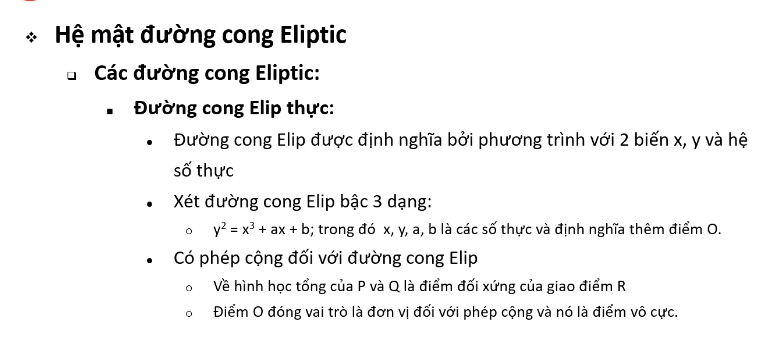 ❖ Hệ mật đường cong Eliptic
❑ Các đường cong Eliptic:
▪ Đường cong Elip thực:
• Đường cong Elip được định nghĩa bởi phương trình với 2 biến x, y và hệ
số thực
• Xét đường cong Elip bậc 3 dạng:
o y² = x³ + ax + b; trong đó x, y, a, b là các số thực và định nghĩa thêm điểm O.
• Có phép cộng đối với đường cong Elip
o Về hình học tổng của P và Q là điểm đối xứng của giao điểm R
o Điểm O đóng vai trò là đơn vị đối với phép cộng và nó là điểm vô cực.